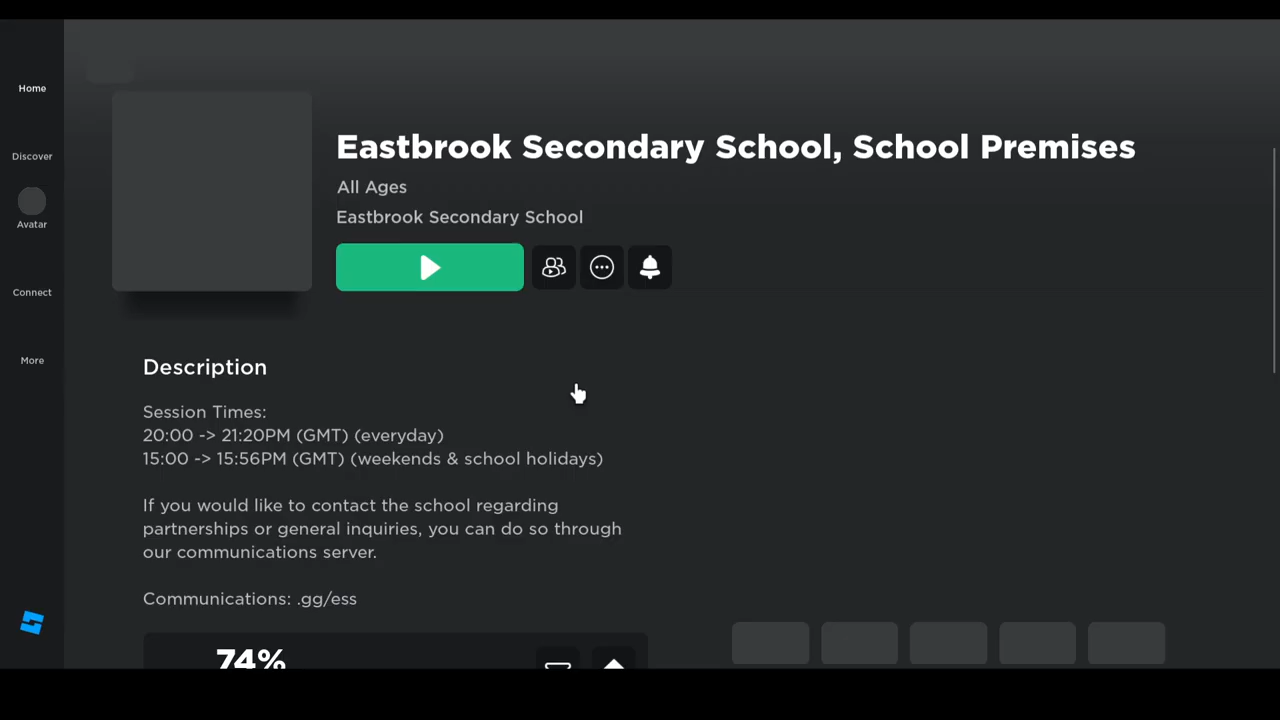 Home
Discover
Avatar
Connect
More
Eastbrook Secondary School, School Premises
All Ages
Eastbrook Secondary School
Description
Session Times:
20:00 -> 21:20PM (GMT) (everyday)
15:00 -> 15:56PM (GMT) (weekends & school holidays)
If you would like to contact the school regarding
partnerships or general inquiries, you can do so through
our communications server.
Communications: .gg/ess
74%